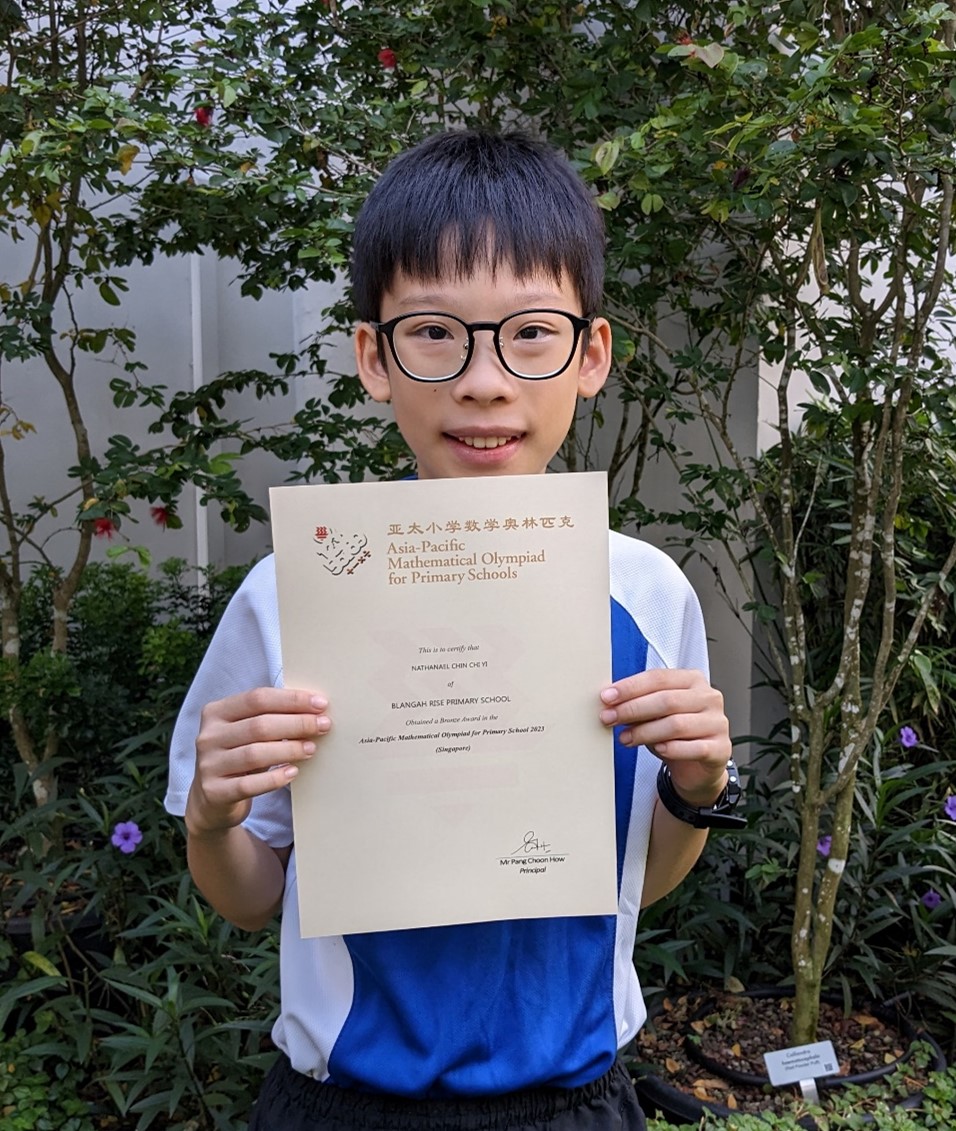 亚太小学数学奥林匹克
Asia-Pacific
Mathematical Olympiad
for Primary Schools
This is to certify that
NATHANAEL CHIN CHI YI
of
BLANGAH RISE PRIMARY SCHOOL
Obtained a Bronze Award in the
Asia-Pacific Mathematical Olympiad for Primary School 2023
(Singapore)
Mr Pang Choon How
Principal
Calliandra
haematocephala